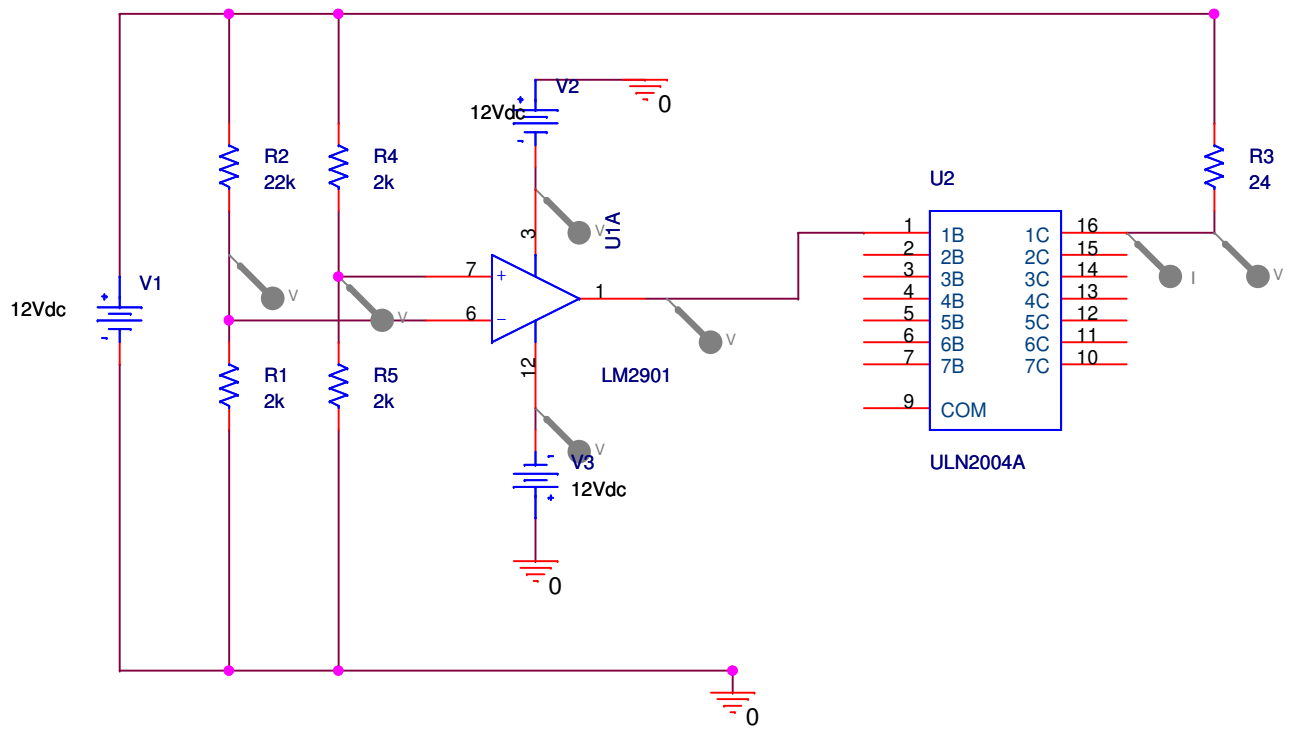 V2
12Vdc
0
R2
22k
R4
2k
R3
24
U2
V
U1A
3
1
1B
1C
16
2
2B
2C
15
3
3B
3C
14
4
4B
4C
13
5
5B
5C
12
6
6B
6C
11
7
7B
7C
10
9
COM
ULN2004A
I
V
7
+
6
−
1
V1
+
12Vdc
-
V
V
V
12
LM2901
R1
2k
R5
2k
V
V3
12Vdc
+
-
+
-
0
0